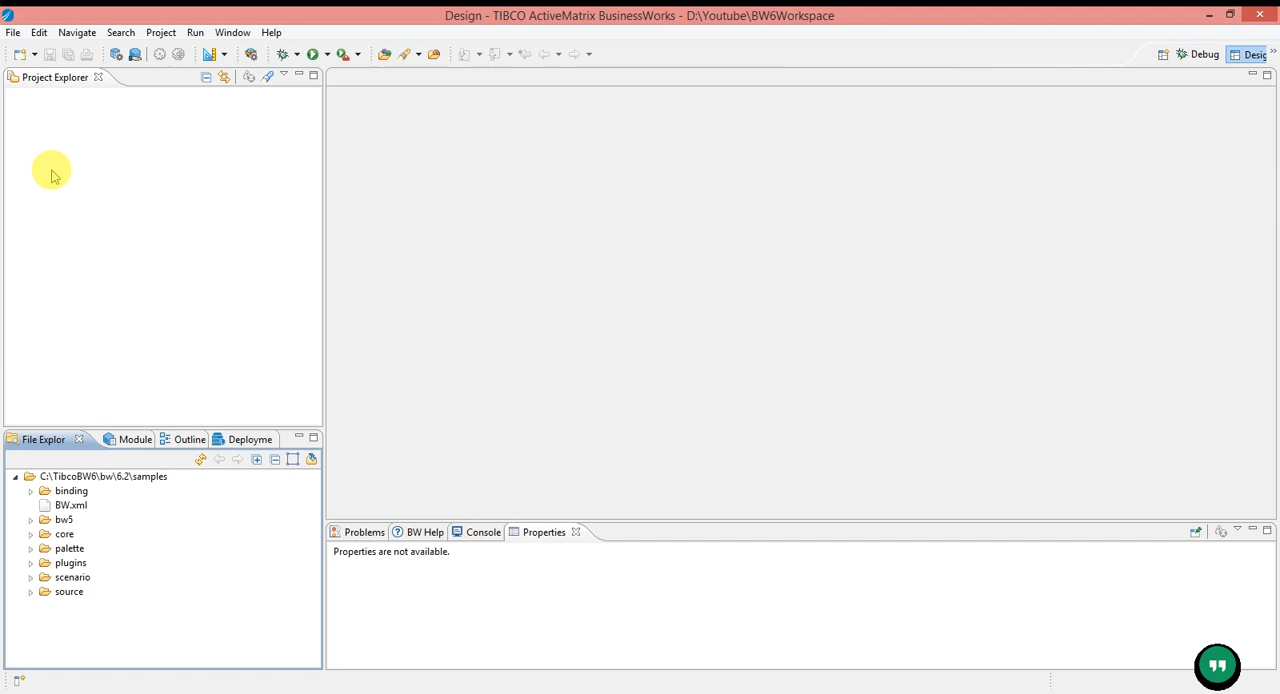 Design - TIBCO ActiveMatrix BusinessWorks - D:\Youtube\BW6Workspace
File Edit Navigate Search Project Run Window Help
Debug Desig
Project Explorer
File Explor Module Outline Deployme
C:\TibcoBW6\bw\6.2\samples
binding
BW.xml
bw5
core
palette
plugins
scenario
source
Problems BW Help Console Properties
Properties are not available.